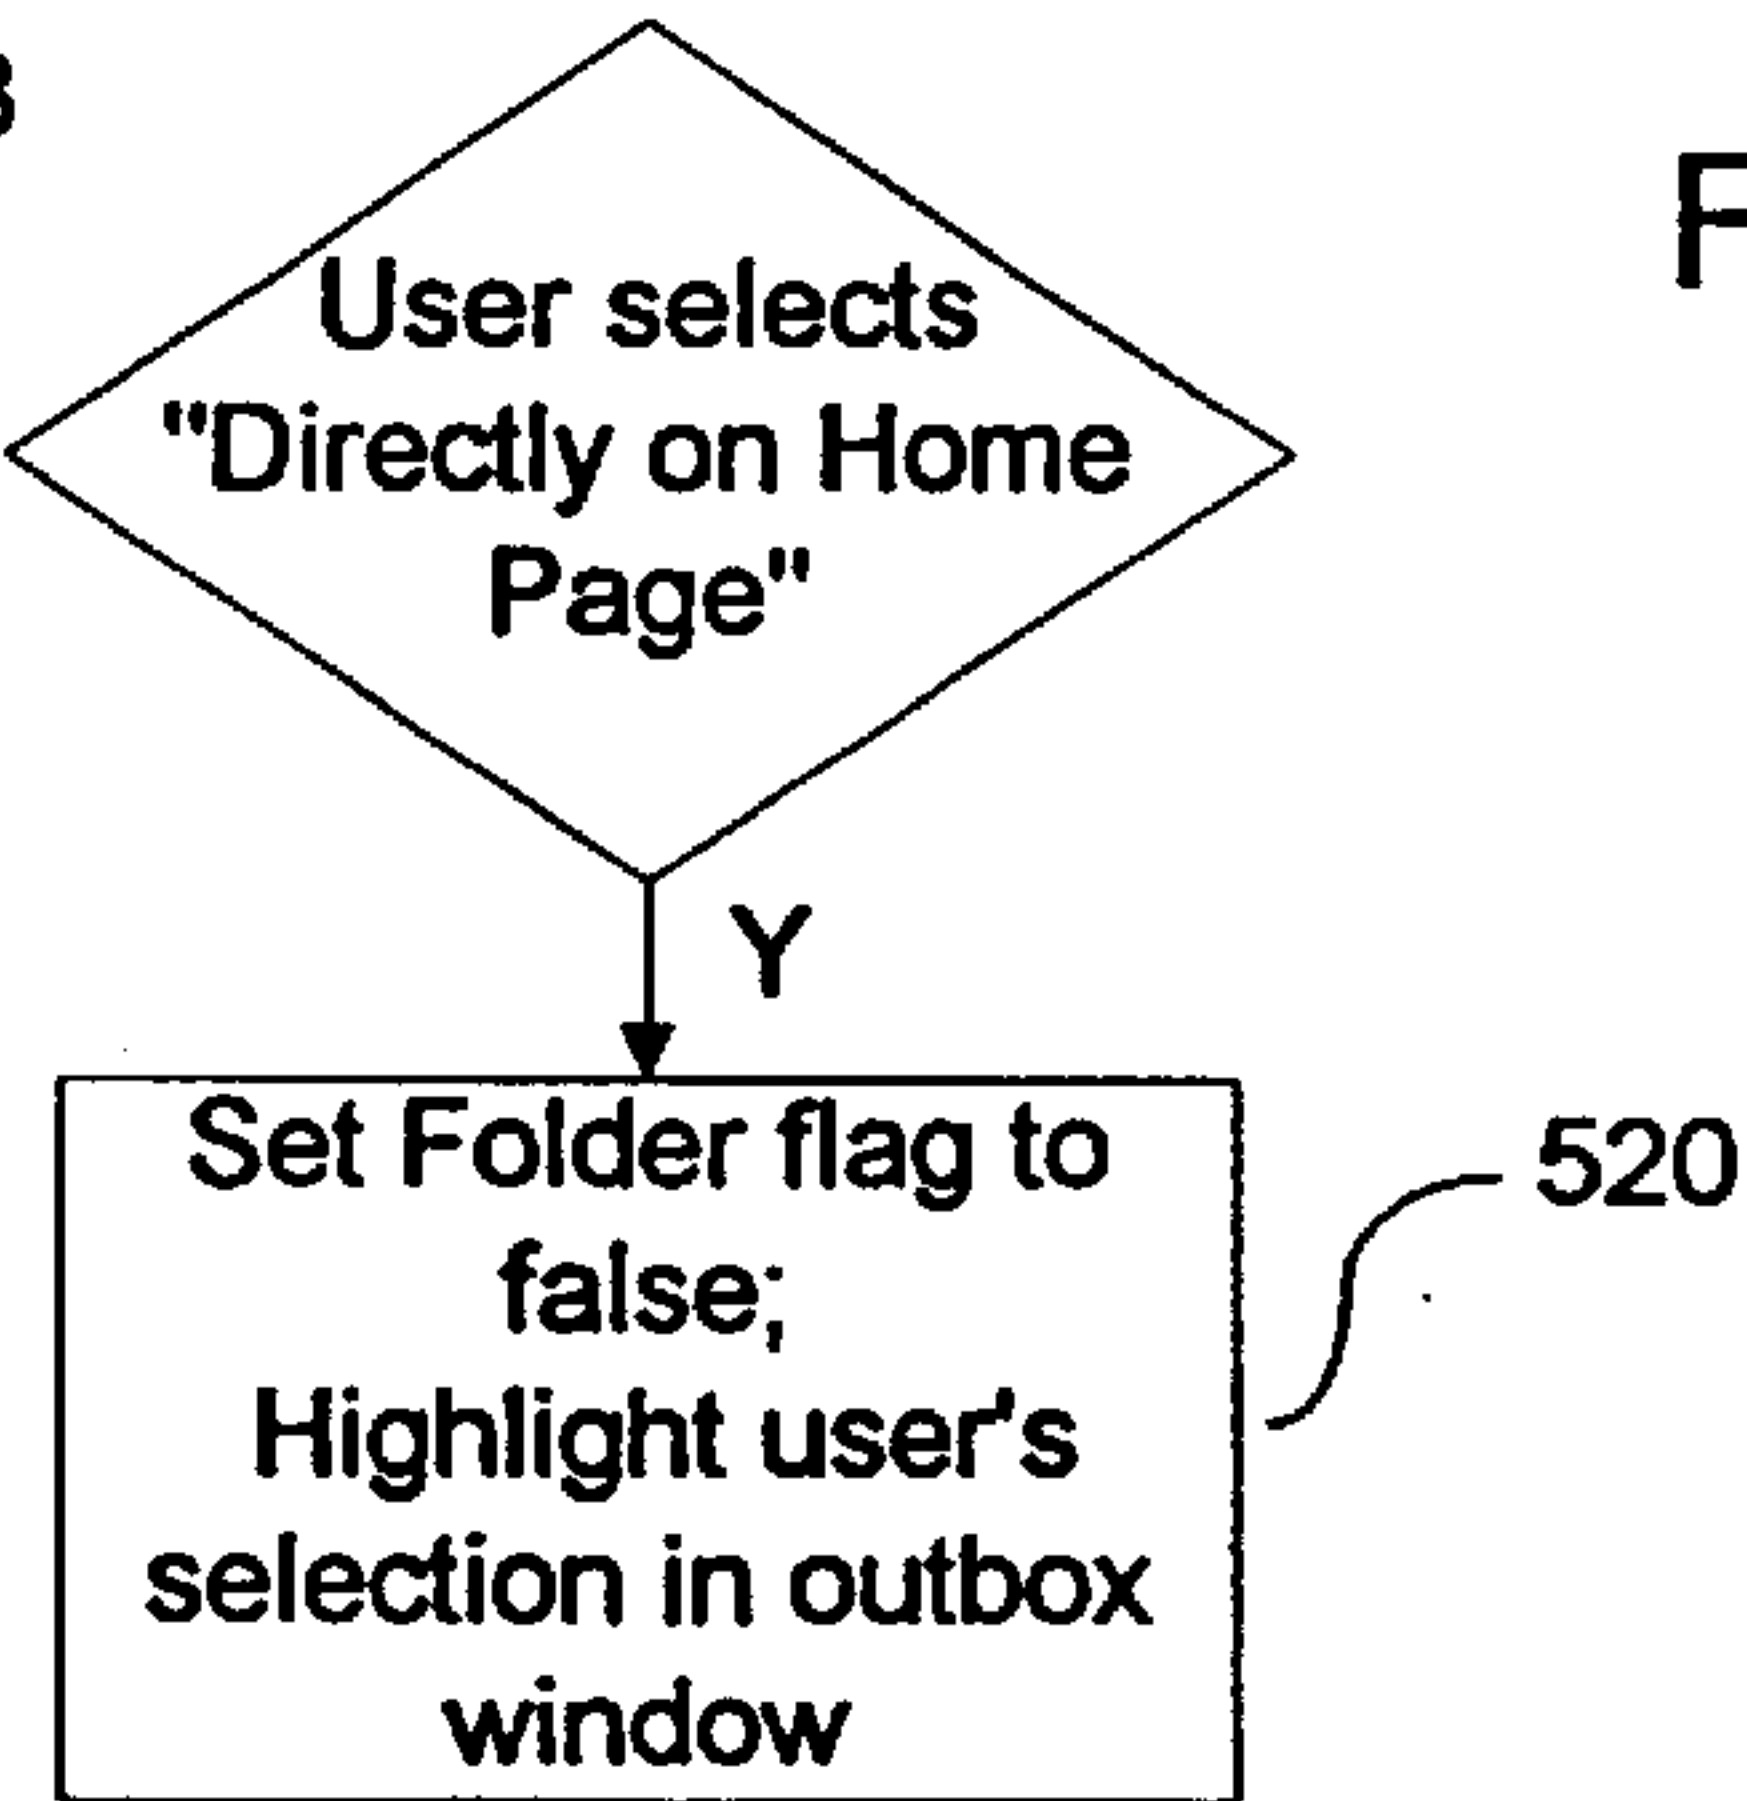 F
User selects
"Directly on Home
Page"
Y
Set Folder flag to
false;
Highlight user's
selection in outbox
window
520